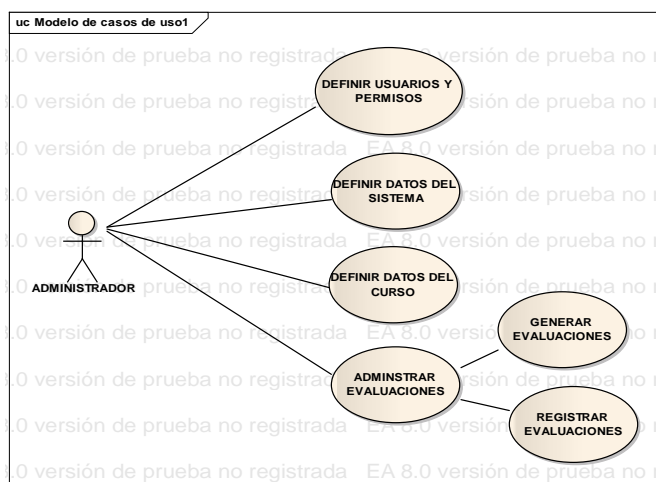 uc Modelo de casos de uso1
DEFINIR USUARIOS Y
PERMISOS
DEFINIR DATOS DEL
SISTEMA
ADMINISTRADOR
DEFINIR DATOS DEL
CURSO
GENERAR
EVALUACIONES
ADMINSTRAR
EVALUACIONES
REGISTRAR
EVALUACIONES
.0 versión de prueba no registrada EA 8.0 versión de prueba no